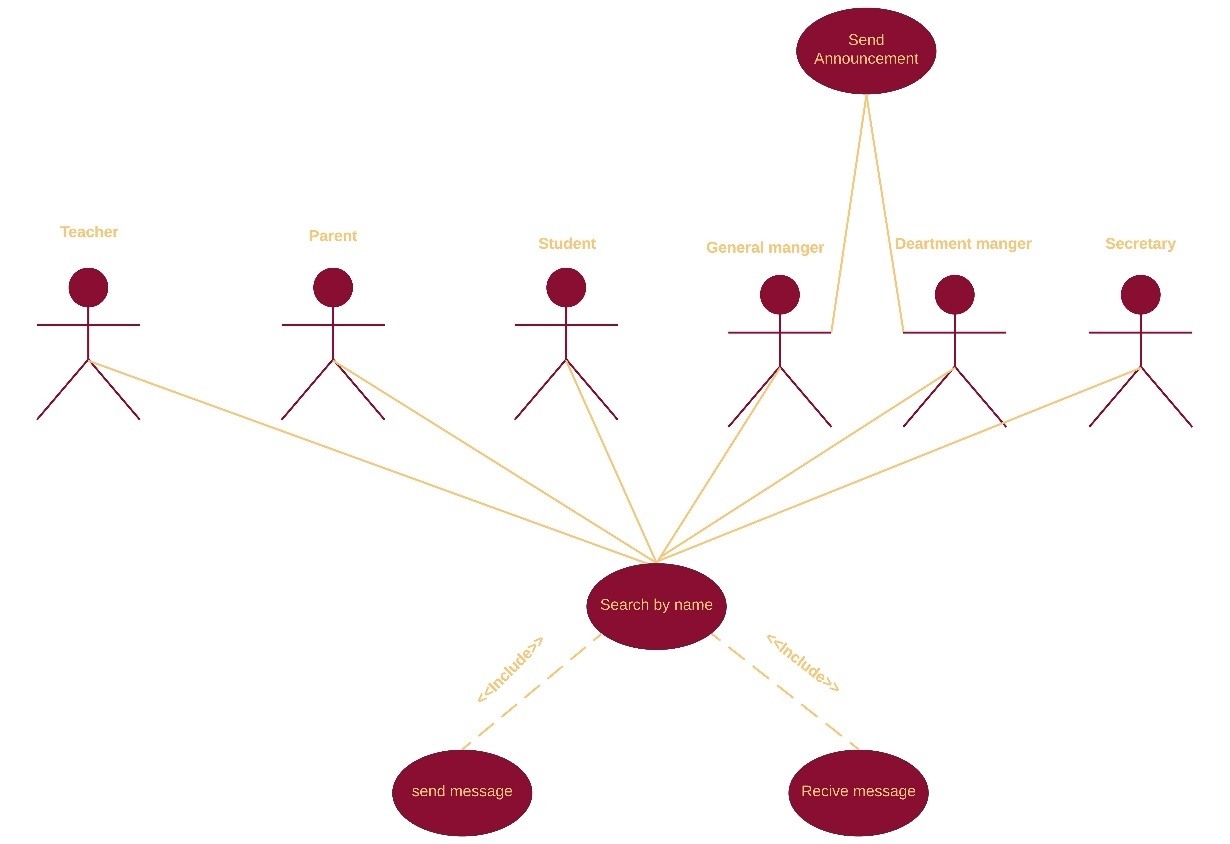 Send
Announcement
Teacher
Parent
Student
General manger
Deartment manger
Secretary
Search by name
<<Include>>
<<Include>>
send message
Recive message